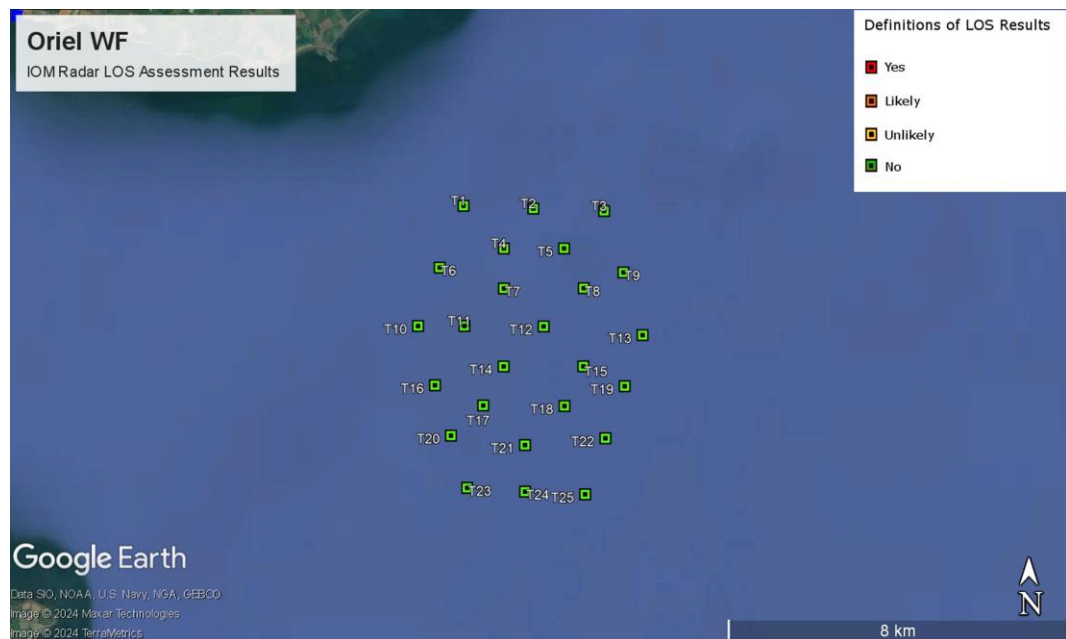 Oriel WF
IOM Radar LOS Assessment Results
Definitions of LOS Results
Yes
Likely
Unlikely
No
T1
T2
T3
T4
T5
T6
T9
T7
T8
T10
T11
T12
T13
T14
T15
T16
T19
T17
T18
T20
T21
T22
T23
T24
T25
Google Earth
Data SIO, NOAA, U.S. Navy, NGA, GEBCO
Image © 2024 Maxar Technologies
Image © 2024 TerraMetrics
N
8 km